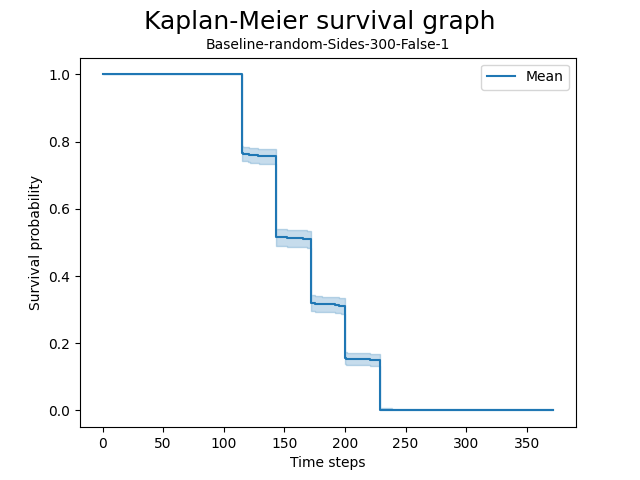 Kaplan-Meier survival graph
Baseline-random-Sides-300-False-1
Mean
1.0
0.8
0.6
0.4
0.2
0.0
Survival probability
0 50 100 150 200 250 300 350
Time steps